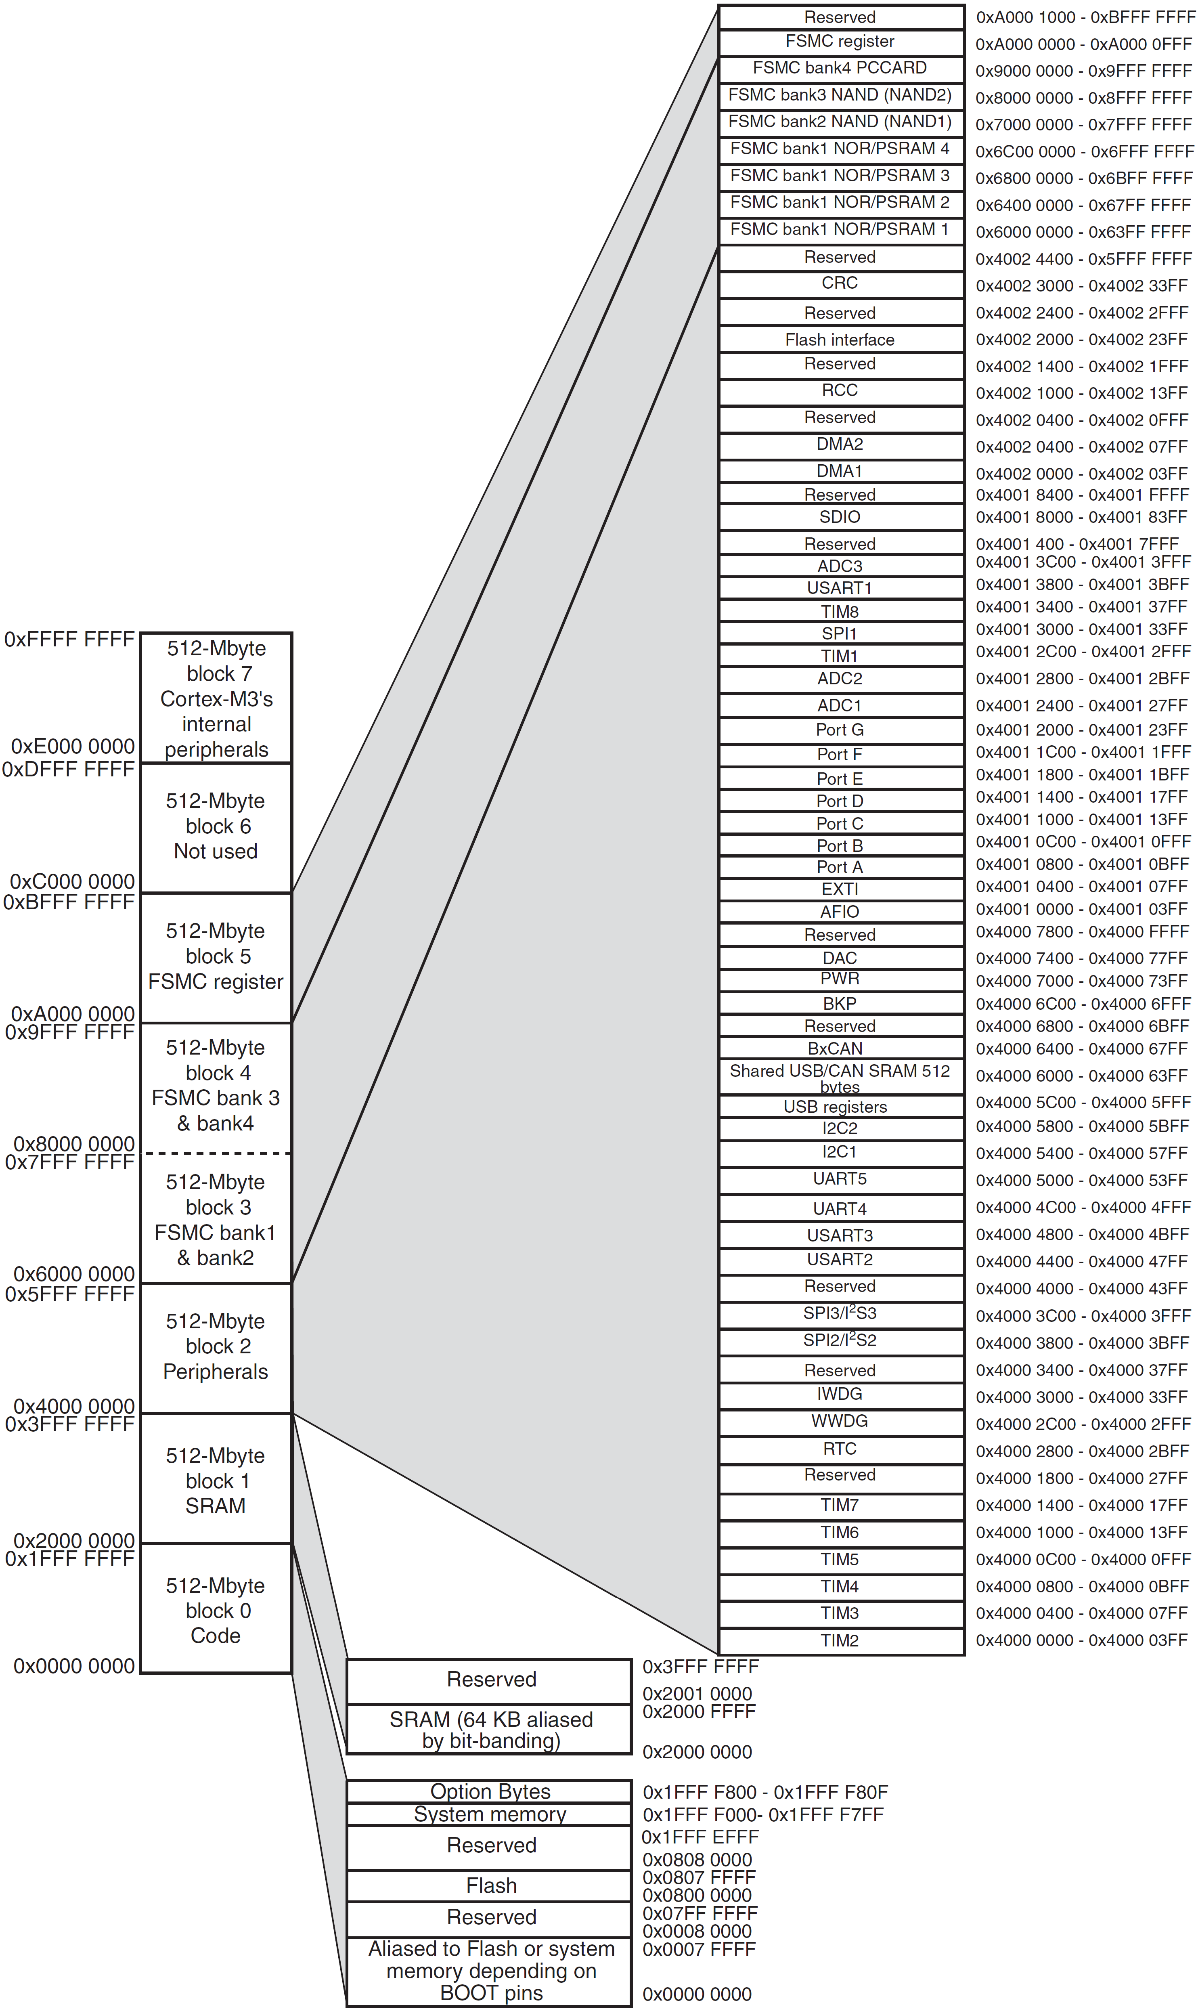 Reserved 0xA000 1000 - 0xBFFF FFFF
FSMC register 0xA000 0000 - 0xA000 0FFF
FSMC bank4 PCCARD 0x9000 0000 - 0x9FFF FFFF
FSMC bank3 NAND (NAND2) 0x8000 0000 - 0x8FFF FFFF
FSMC bank2 NAND (NAND1) 0x7000 0000 - 0x7FFF FFFF
FSMC bank1 NOR/PSRAM 4 0x6C00 0000 - 0x6FFF FFFF
FSMC bank1 NOR/PSRAM 3 0x6800 0000 - 0x6BFF FFFF
FSMC bank1 NOR/PSRAM 2 0x6400 0000 - 0x67FF FFFF
FSMC bank1 NOR/PSRAM 1 0x6000 0000 - 0x63FF FFFF
Reserved 0x4002 4400 - 0x5FFF FFFF
CRC 0x4002 3000 - 0x4002 33FF
Reserved 0x4002 2400 - 0x4002 2FFF
Flash interface 0x4002 2000 - 0x4002 23FF
Reserved 0x4002 1400 - 0x4002 1FFF
RCC 0x4002 1000 - 0x4002 13FF
Reserved 0x4002 0400 - 0x4002 0FFF
DMA2 0x4002 0400 - 0x4002 07FF
DMA1 0x4002 0000 - 0x4002 03FF
Reserved 0x4001 8400 - 0x4001 FFFF
SDIO 0x4001 8000 - 0x4001 83FF
Reserved 0x4001 400 - 0x4001 7FFF
ADC3 0x4001 3C00 - 0x4001 3FFF
USART1 0x4001 3800 - 0x4001 3BFF
TIM8 0x4001 3400 - 0x4001 37FF
SPI1 0x4001 3000 - 0x4001 33FF
TIM1 0x4001 2C00 - 0x4001 2FFF
ADC2 0x4001 2800 - 0x4001 2BFF
ADC1 0x4001 2400 - 0x4001 27FF
Port G 0x4001 2000 - 0x4001 23FF
Port F 0x4001 1C00 - 0x4001 1FFF
Port E 0x4001 1800 - 0x4001 1BFF
Port D 0x4001 1400 - 0x4001 17FF
Port C 0x4001 1000 - 0x4001 13FF
Port B 0x4001 0C00 - 0x4001 0FFF
Port A 0x4001 0800 - 0x4001 0BFF
EXTI 0x4001 0400 - 0x4001 07FF
AFIO 0x4001 0000 - 0x4001 03FF
Reserved 0x4000 7800 - 0x4000 FFFF
DAC 0x4000 7400 - 0x4000 77FF
PWR 0x4000 7000 - 0x4000 73FF
BKP 0x4000 6C00 - 0x4000 6FFF
Reserved 0x4000 6800 - 0x4000 6BFF
BxCAN 0x4000 6400 - 0x4000 67FF
Shared USB/CAN SRAM 512
bytes 0x4000 6000 - 0x4000 63FF
USB registers 0x4000 5C00 - 0x4000 5FFF
I2C2 0x4000 5800 - 0x4000 5BFF
I2C1 0x4000 5400 - 0x4000 57FF
UART5 0x4000 5000 - 0x4000 53FF
UART4 0x4000 4C00 - 0x4000 4FFF
USART3 0x4000 4800 - 0x4000 4BFF
USART2 0x4000 4400 - 0x4000 47FF
Reserved 0x4000 4000 - 0x4000 43FF
SPI3/I²S3 0x4000 3C00 - 0x4000 3FFF
SPI2/I²S2 0x4000 3800 - 0x4000 3BFF
Reserved 0x4000 3400 - 0x4000 37FF
IWDG 0x4000 3000 - 0x4000 33FF
WWDG 0x4000 2C00 - 0x4000 2FFF
RTC 0x4000 2800 - 0x4000 2BFF
Reserved 0x4000 1800 - 0x4000 27FF
TIM7 0x4000 1400 - 0x4000 17FF
TIM6 0x4000 1000 - 0x4000 13FF
TIM5 0x4000 0C00 - 0x4000 0FFF
TIM4 0x4000 0800 - 0x4000 0BFF
TIM3 0x4000 0400 - 0x4000 07FF
TIM2 0x4000 0000 - 0x4000 03FF
0xFFFF FFFF
512-Mbyte
block 7
Cortex-M3's
internal
peripherals
0xE000 0000
0xDFFF FFFF
512-Mbyte
block 6
Not used
0xC000 0000
0xBFFF FFFF
512-Mbyte
block 5
FSMC register
0xA000 0000
0x9FFF FFFF
512-Mbyte
block 4
FSMC bank 3
& bank4
0x8000 0000
0x7FFF FFFF
512-Mbyte
block 3
FSMC bank1
& bank2
0x6000 0000
0x5FFF FFFF
512-Mbyte
block 2
Peripherals
0x4000 0000
0x3FFF FFFF
512-Mbyte
block 1
SRAM
0x2000 0000
0x1FFF FFFF
512-Mbyte
block 0
Code
0x0000 0000
0x3FFF FFFF
Reserved
0x2001 0000
0x2000 FFFF
SRAM (64 KB aliased
by bit-banding)
0x2000 0000
Option Bytes 0x1FFF F800 - 0x1FFF F80F
System memory 0x1FFF F000- 0x1FFF F7FF
0x1FFF EFFF
Reserved
0x0808 0000
0x0807 FFFF
Flash
0x0800 0000
0x07FF FFFF
Reserved
0x0008 0000
0x0007 FFFF
Aliased to Flash or system
memory depending on
BOOT pins
0x0000 0000